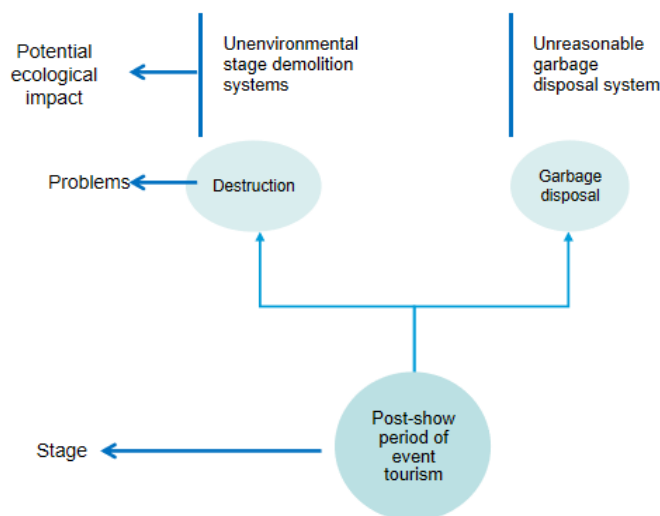 Potential
ecological
impact
Unenvironmental
stage demolition
systems
Unreasonable
garbage
disposal system
Problems
Destruction
Garbage
disposal
Stage
Post-show
period of
event
tourism